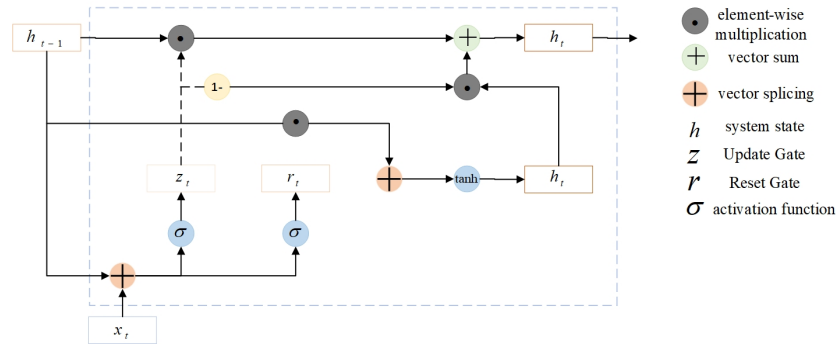 h t-1
h t
1-
z t
r t
tanh
h t
σ
σ
x t
element-wise
multiplication
vector sum
vector splicing
h system state
z Update Gate
r Reset Gate
σ activation function